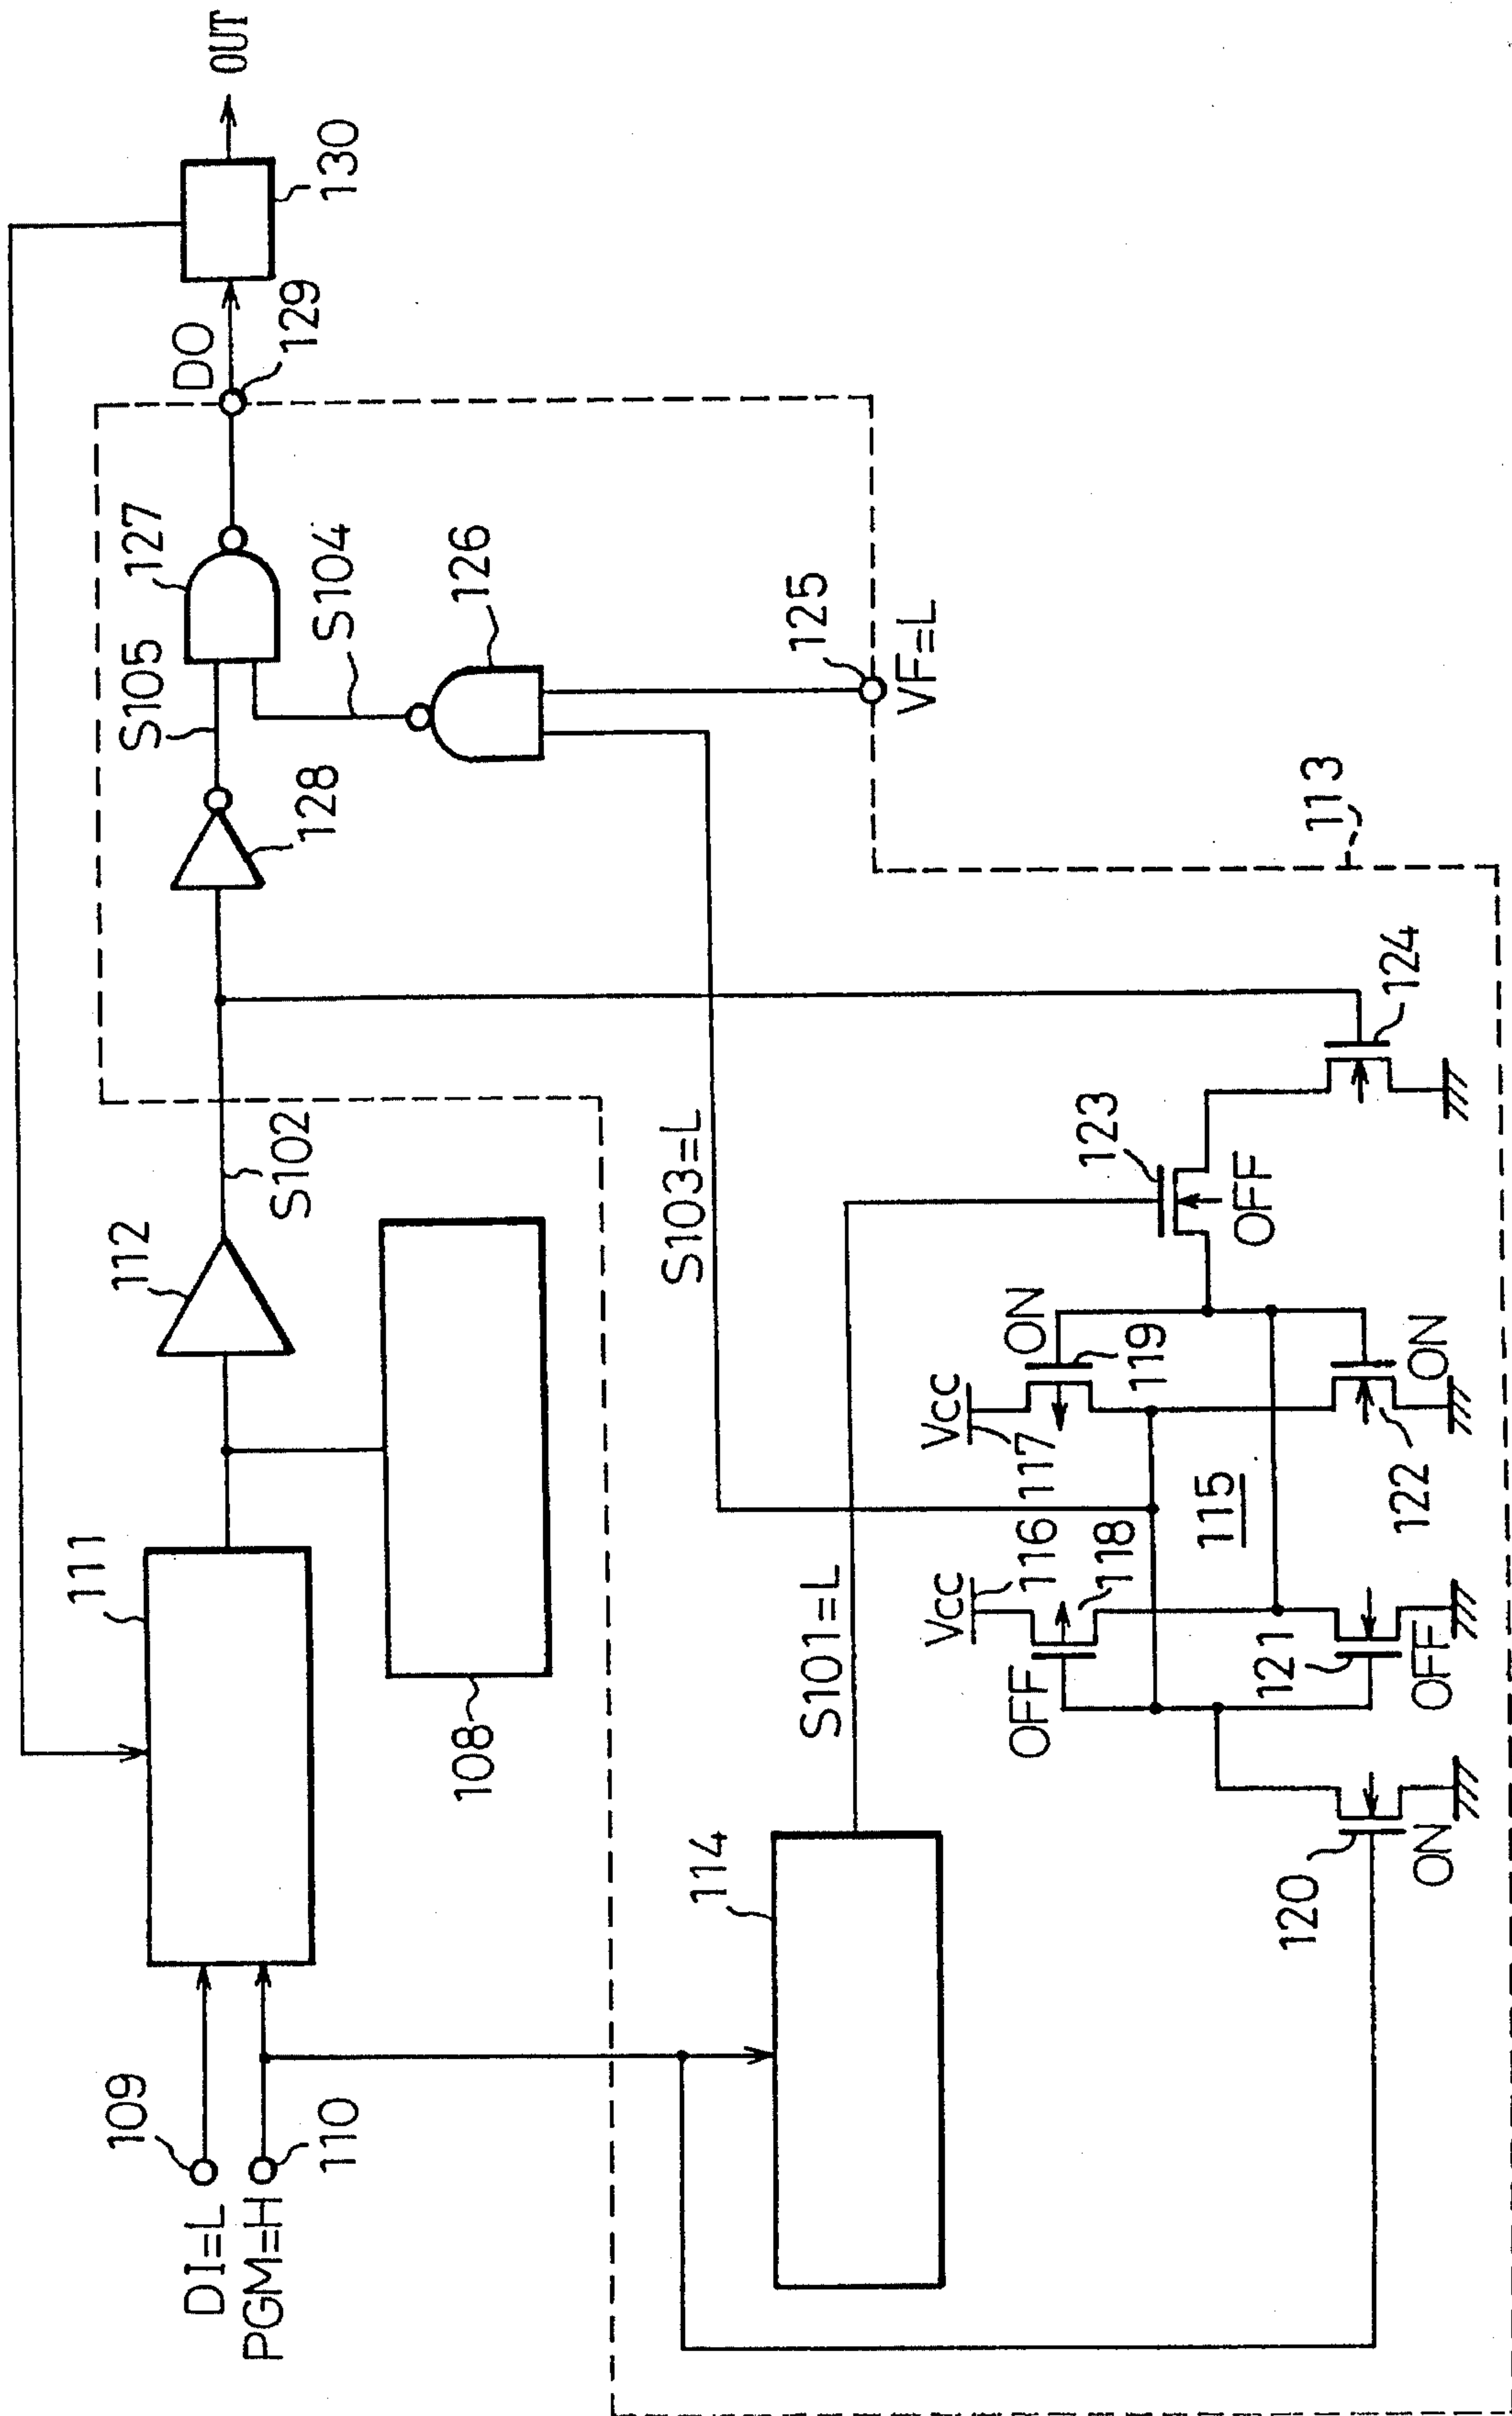 OUT
130
DO
129
127
S105
S104
126
125
VF=L
128
113
S102
112
S103=L
124
123
OFF
111
108
Vcc
117
ON
119
115
ON
122
S101=L
Vcc
116
118
OFF
121
OFF
109
DI=L
PGM=H
110
114
120
ON